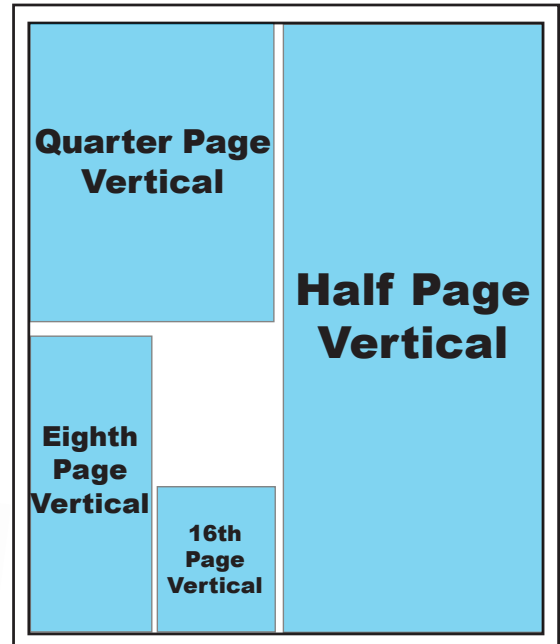 Quarter Page
Vertical
Half Page
Vertical
Eighth
Page
Vertical
16th
Page
Vertical